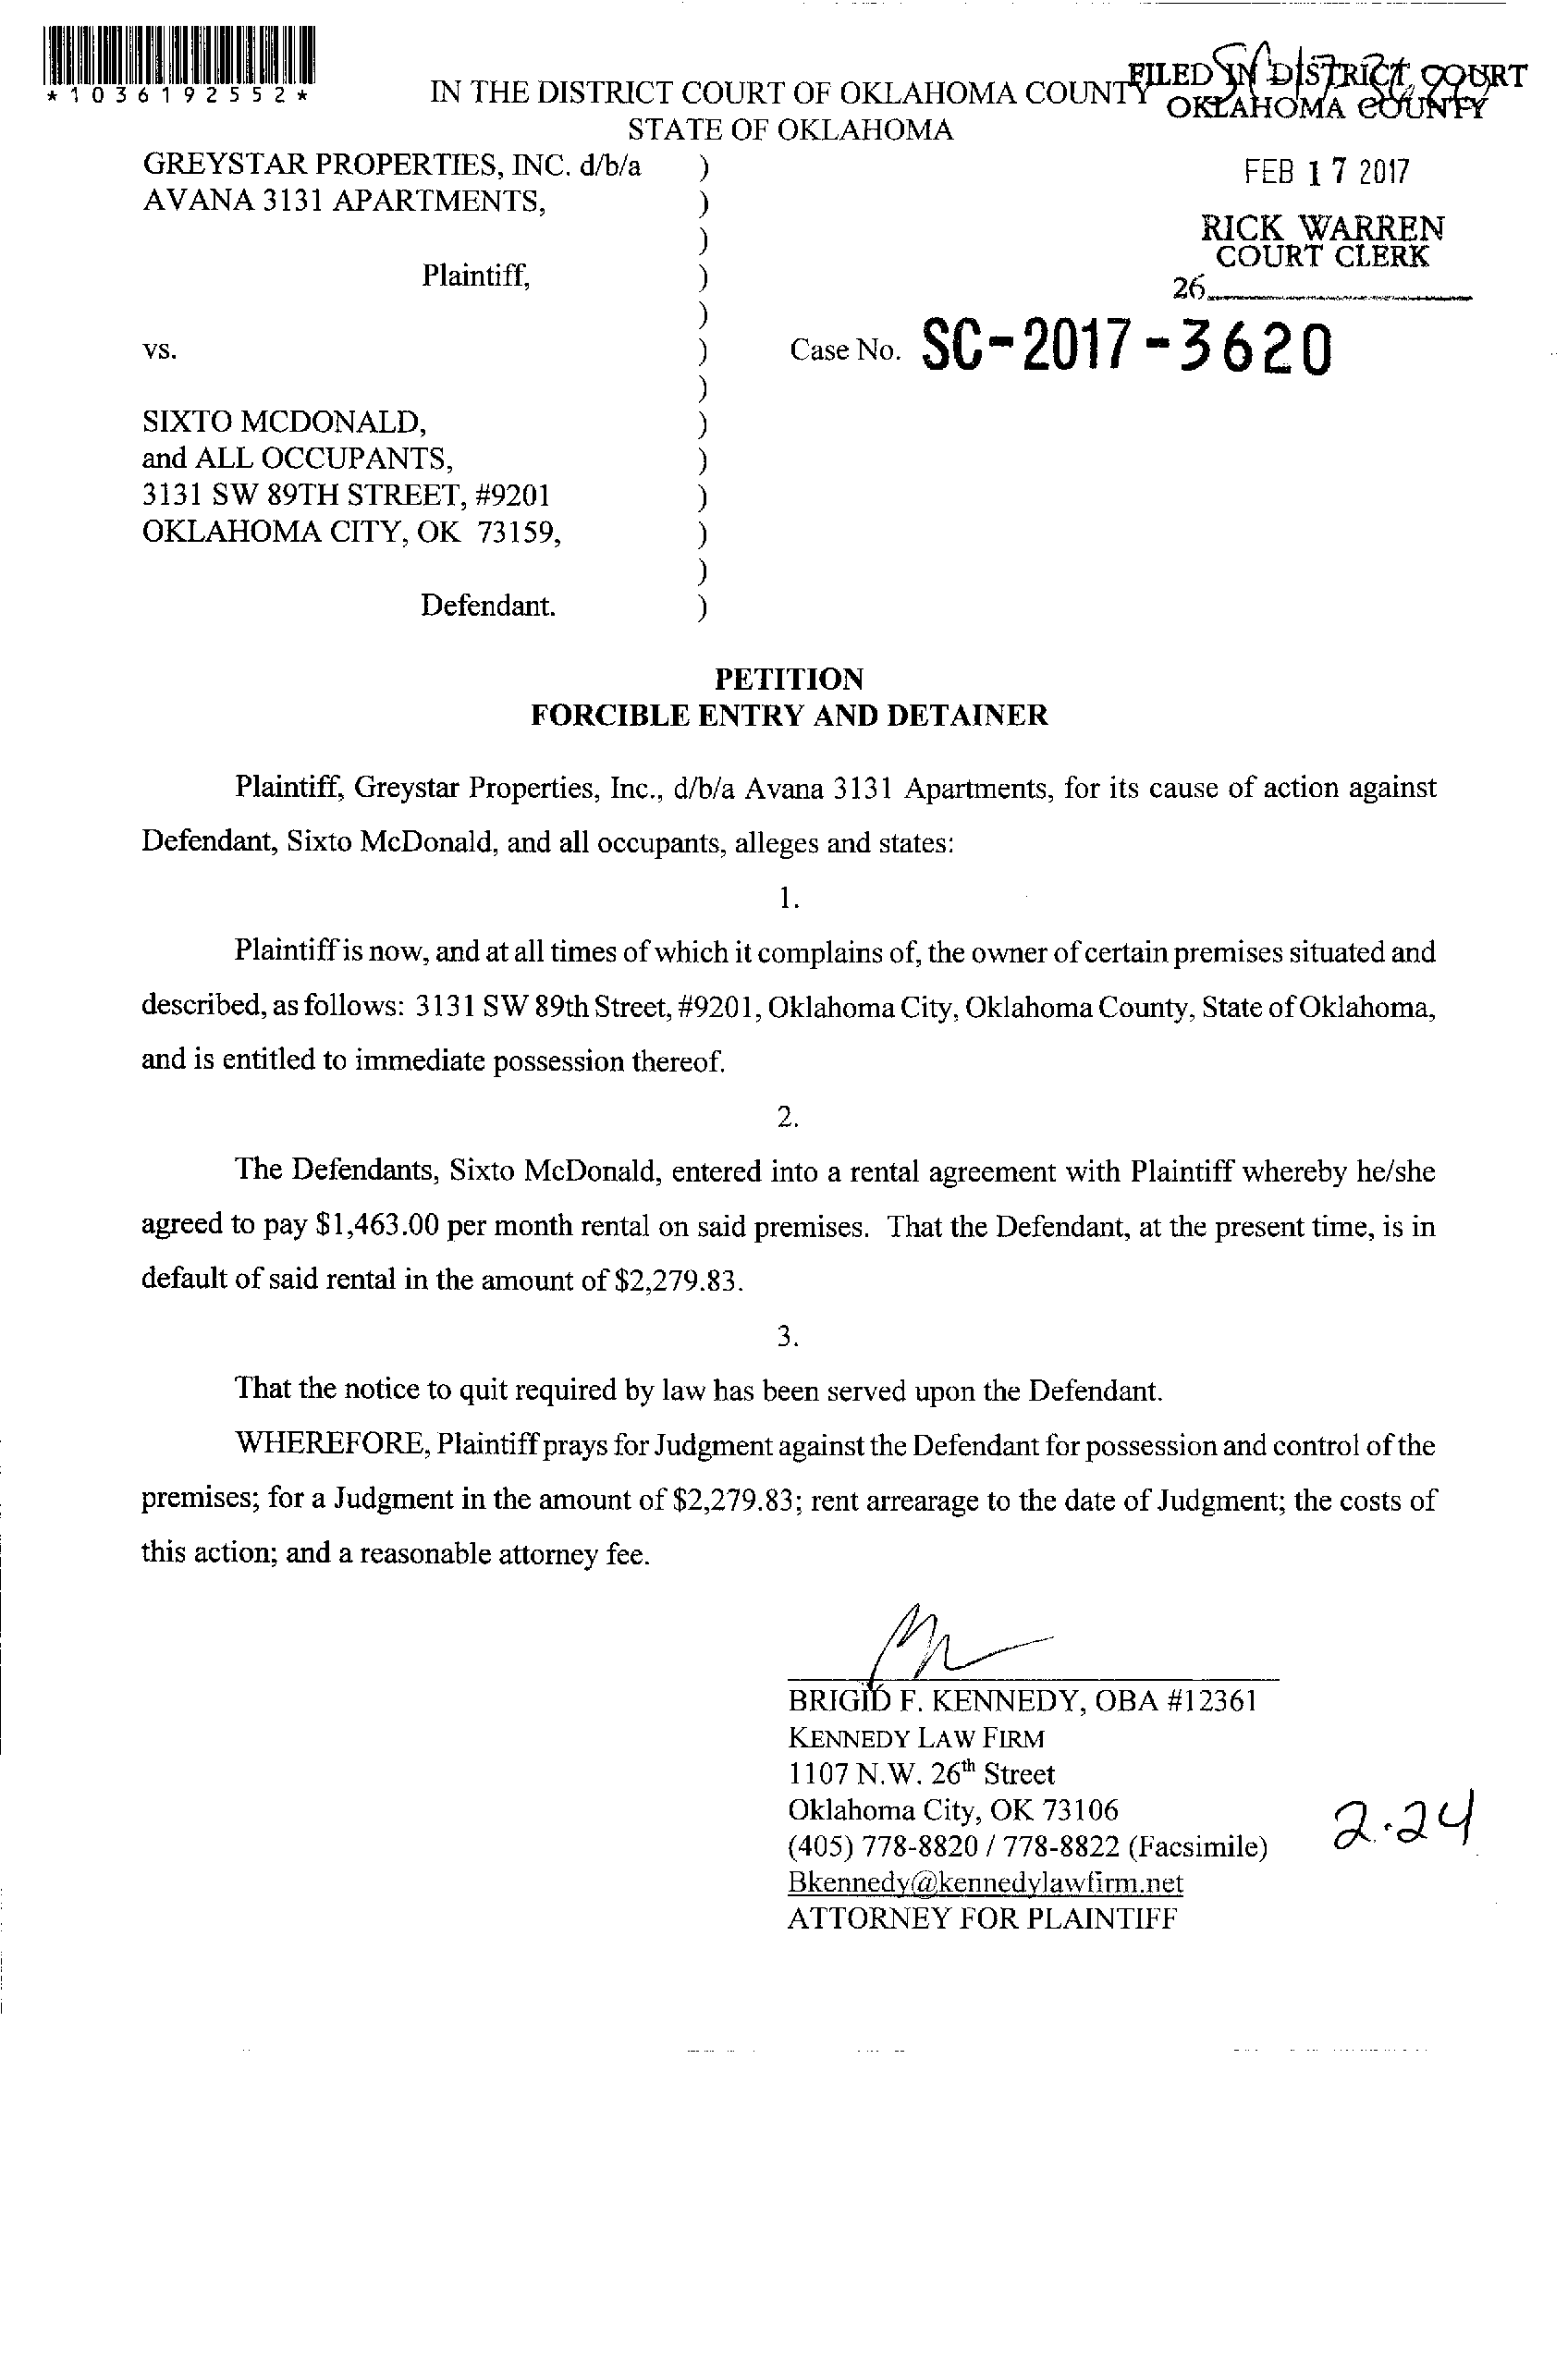 *1036192552*
IN THE DISTRICT COURT OF OKLAHOMA COUNTY
STATE OF OKLAHOMA
FILED IN DISTRICT COURT
OKLAHOMA COUNTY
FEB 17 2017
RICK WARREN
COURT CLERK
26
GREYSTAR PROPERTIES, INC. d/b/a )
AVANA 3131 APARTMENTS, )
)
Plaintiff, )
)
vs. ) Case No. SC-2017-3620
)
SIXTO MCDONALD, )
and ALL OCCUPANTS, )
3131 SW 89TH STREET, #9201 )
OKLAHOMA CITY, OK 73159, )
)
Defendant. )
PETITION
FORCIBLE ENTRY AND DETAINER
Plaintiff, Greystar Properties, Inc., d/b/a Avana 3131 Apartments, for its cause of action against
Defendant, Sixto McDonald, and all occupants, alleges and states:
1.
Plaintiff is now, and at all times of which it complains of, the owner of certain premises situated and
described, as follows: 3131 SW 89th Street, #9201, Oklahoma City, Oklahoma County, State of Oklahoma,
and is entitled to immediate possession thereof.
2.
The Defendants, Sixto McDonald, entered into a rental agreement with Plaintiff whereby he/she
agreed to pay $1,463.00 per month rental on said premises. That the Defendant, at the present time, is in
default of said rental in the amount of $2,279.83.
3.
That the notice to quit required by law has been served upon the Defendant.
WHEREFORE, Plaintiff prays for Judgment against the Defendant for possession and control of the
premises; for a Judgment in the amount of $2,279.83; rent arrearage to the date of Judgment; the costs of
this action; and a reasonable attorney fee.
BRIGID F. KENNEDY, OBA #12361
KENNEDY LAW FIRM
1107 N.W. 26th Street
Oklahoma City, OK 73106
(405) 778-8820 / 778-8822 (Facsimile)
Bkennedy@kennedylawfirm.net
ATTORNEY FOR PLAINTIFF
2.24